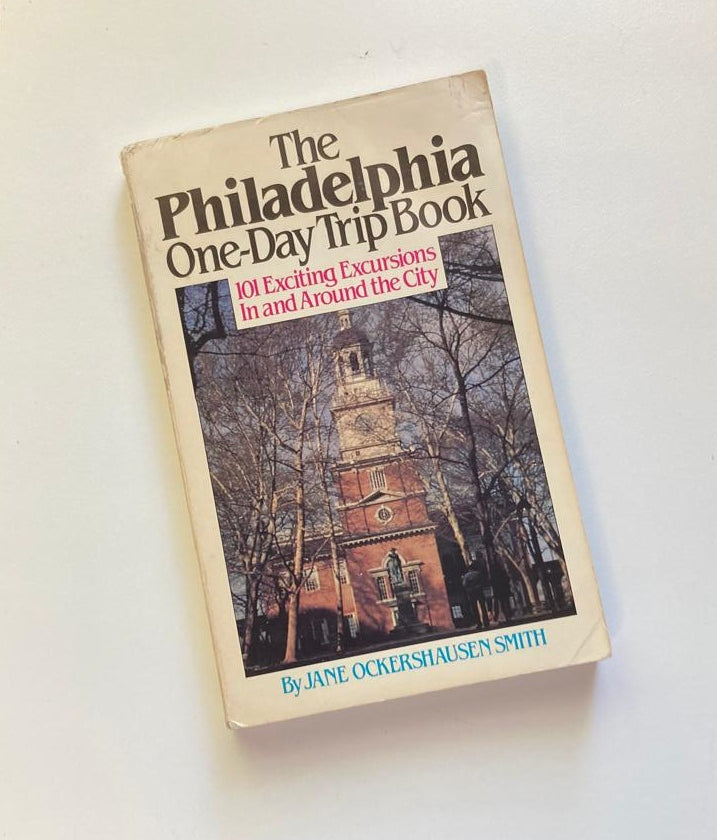 The
Philadelphia
One-Day Trip Book
101 Exciting Excursions
In and Around the City
By JANE OCKERSHAUSEN SMITH